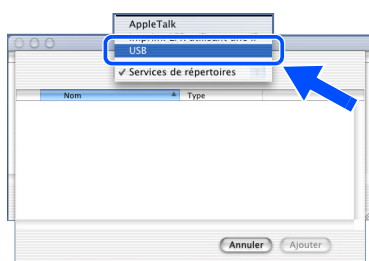 AppleTalk
USB
✓ Services de répertoires
Nom Type
Annuler Ajouter